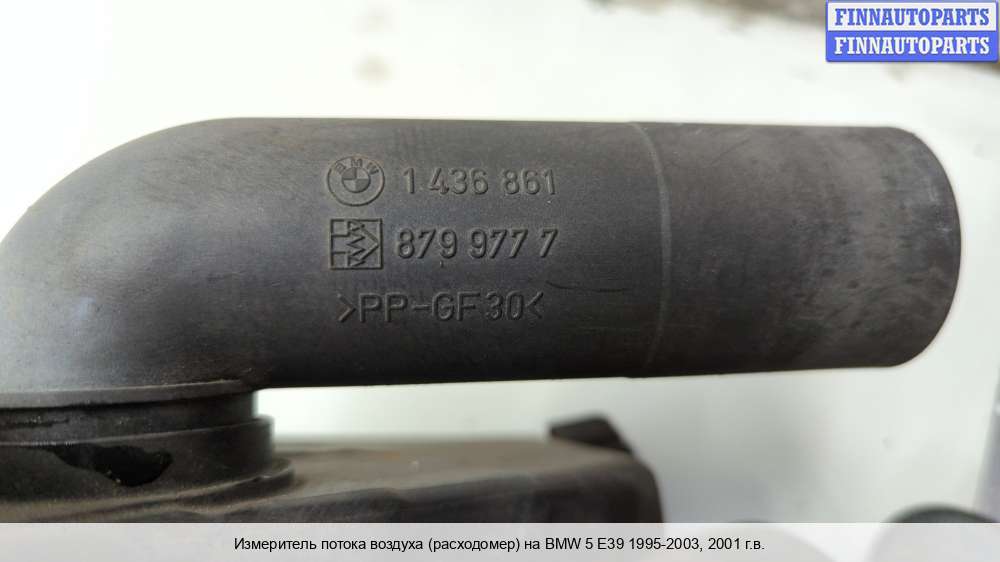 FINNAUTOPARTS
FINNAUTOPARTS
BMW
1 436 861
879 977 7
>PP-GF30<
Измеритель потока воздуха (расходомер) на BMW 5 E39 1995-2003, 2001 г.в.